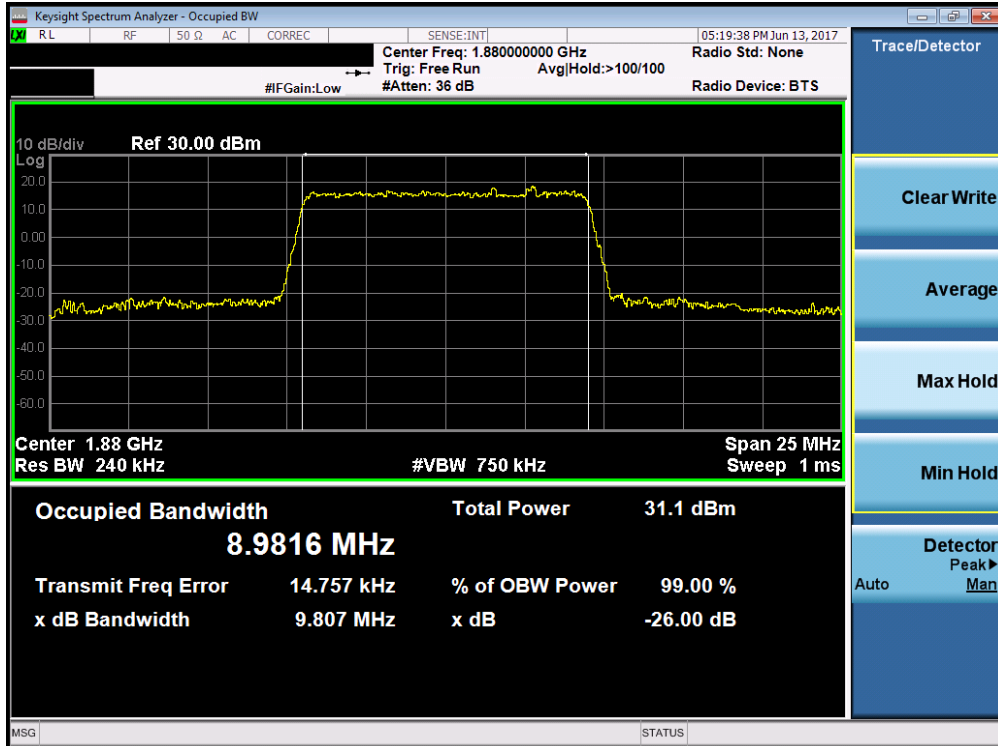 Keysight Spectrum Analyzer - Occupied BW
LXI RL RF 50 Ω AC CORREC SENSE:INT 05:19:38 PM Jun 13, 2017
Center Freq: 1.880000000 GHz Radio Std: None
Trig: Free Run Avg|Hold:>100/100
#IFGain:Low #Atten: 36 dB Radio Device: BTS
10 dB/div Ref 30.00 dBm
Log
20.0
10.0
0.00
-10.0
-20.0
-30.0
-40.0
-50.0
-60.0
Center 1.88 GHz Span 25 MHz
Res BW 240 kHz #VBW 750 kHz Sweep 1 ms
Occupied Bandwidth Total Power 31.1 dBm
8.9816 MHz
Transmit Freq Error 14.757 kHz % of OBW Power 99.00 %
x dB Bandwidth 9.807 MHz x dB -26.00 dB
MSG STATUS
Trace/Detector
Clear Write
Average
Max Hold
Min Hold
Detector
Peak▶
Auto Man